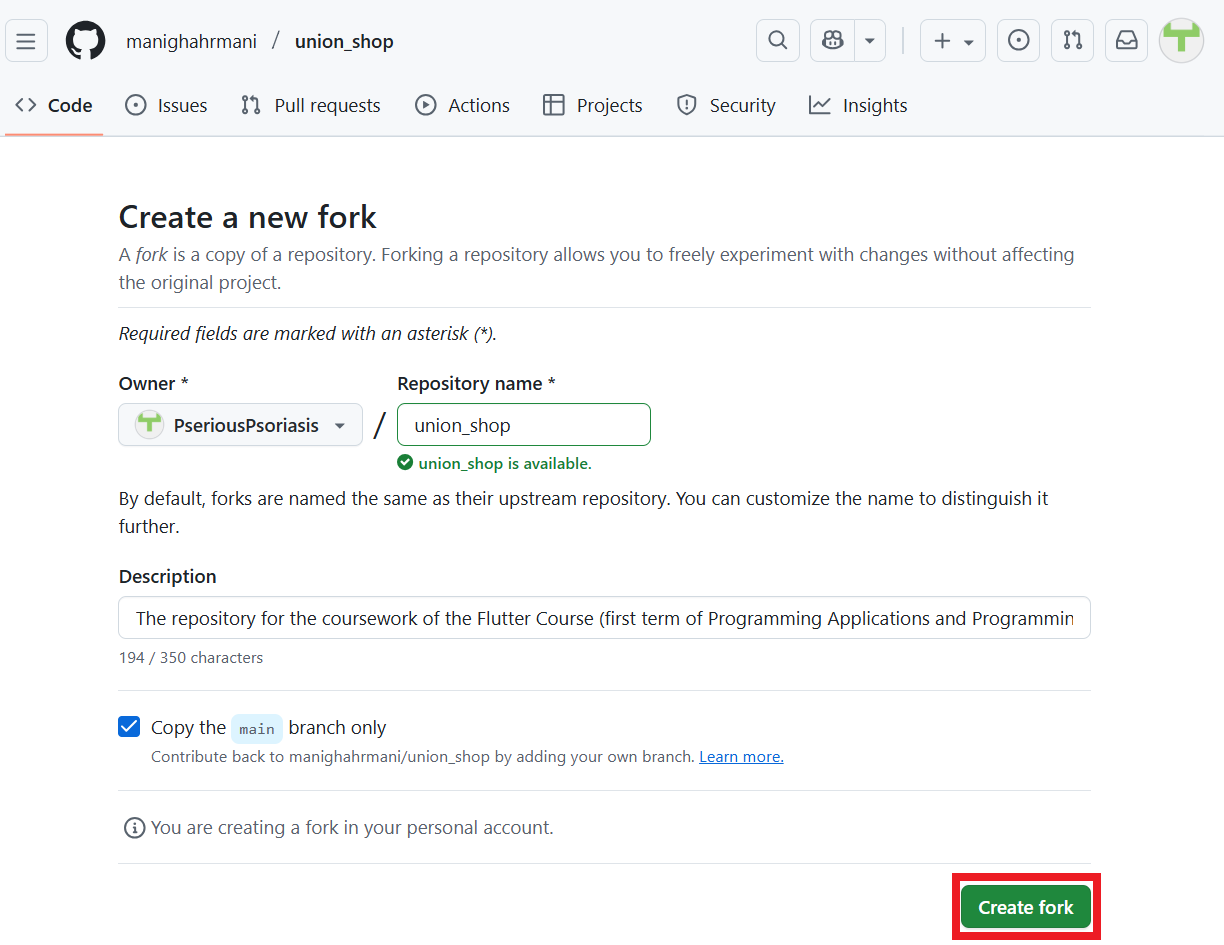 manighahrmani / union_shop
Code Issues Pull requests Actions Projects Security Insights
Create a new fork
A fork is a copy of a repository. Forking a repository allows you to freely experiment with changes without affecting
the original project.
Required fields are marked with an asterisk (*).
Owner * Repository name *
PseriousPsoriasis / union_shop
union_shop is available.
By default, forks are named the same as their upstream repository. You can customize the name to distinguish it
further.
Description
The repository for the coursework of the Flutter Course (first term of Programming Applications and Programmin
194 / 350 characters
Copy the main branch only
Contribute back to manighahrmani/union_shop by adding your own branch. Learn more.
You are creating a fork in your personal account.
Create fork